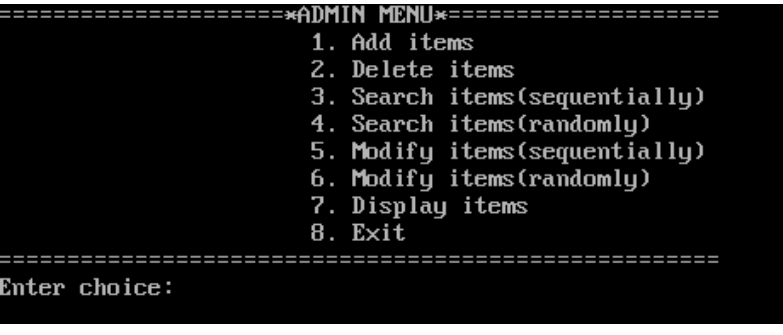 =====================*ADMIN MENU*====================
1. Add items
2. Delete items
3. Search items(sequentially)
4. Search items(randomly)
5. Modify items(sequentially)
6. Modify items(randomly)
7. Display items
8. Exit
=====================================================
Enter choice: